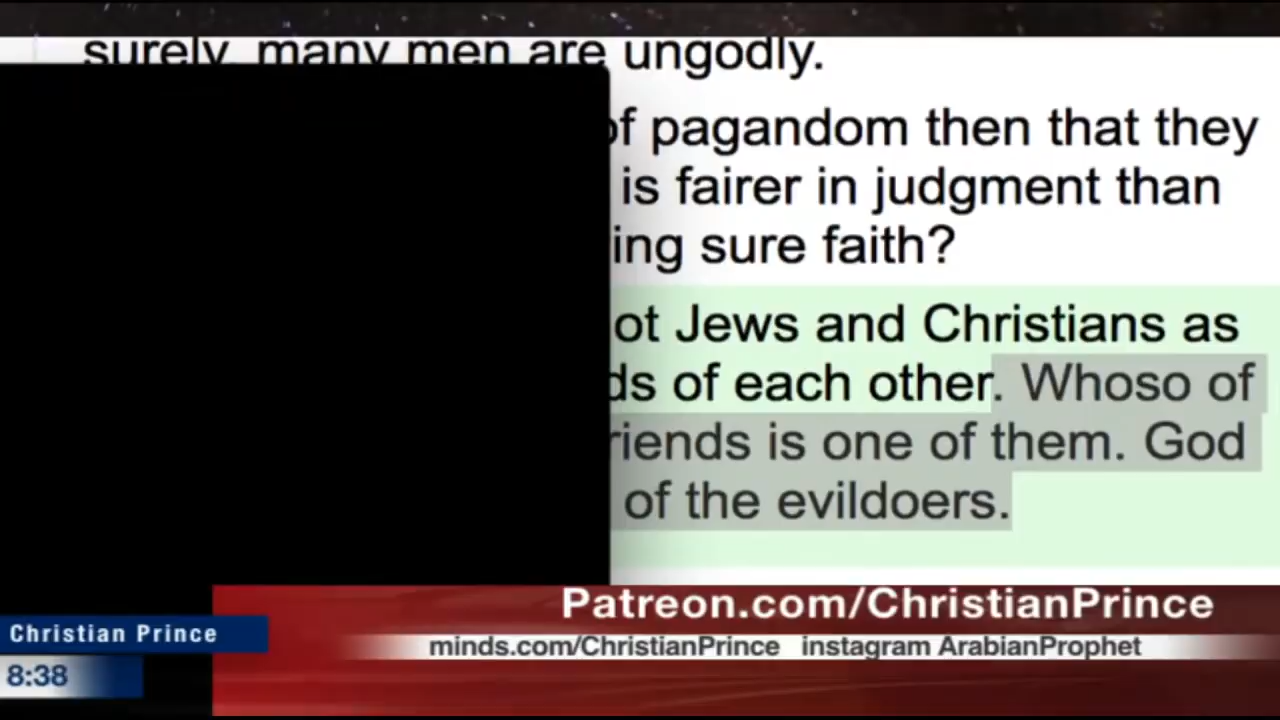 surely, many men are ungodly.
of pagandom then that they
is fairer in judgment than
ing sure faith?
ot Jews and Christians as
ds of each other. Whoso of
riends is one of them. God
of the evildoers.
Patreon.com/ChristianPrince
Christian Prince
minds.com/ChristianPrince instagram ArabianProphet
8:38